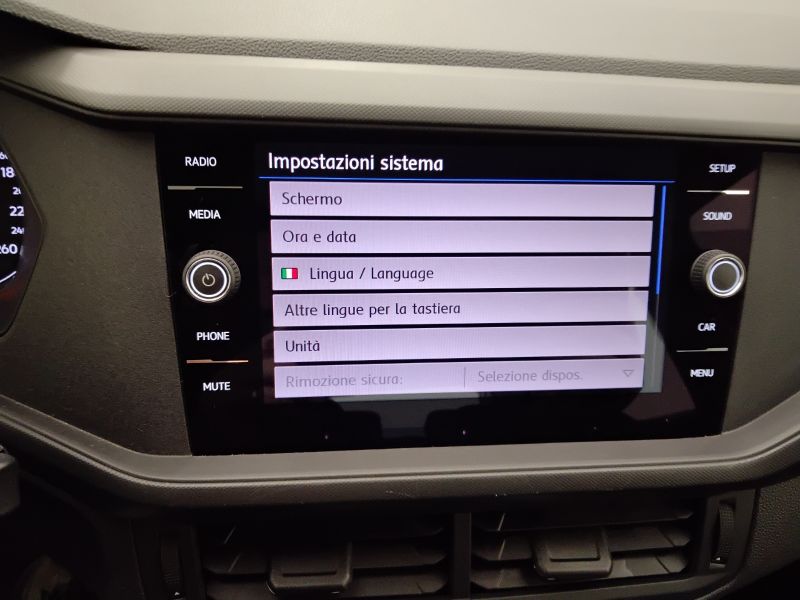 RADIO
MEDIA
PHONE
MUTE
Impostazioni sistema
Schermo
Ora e data
Lingua / Language
Altre lingue per la tastiera
Unità
Rimozione sicura: Selezione dispos.
SETUP
SOUND
CAR
MENU